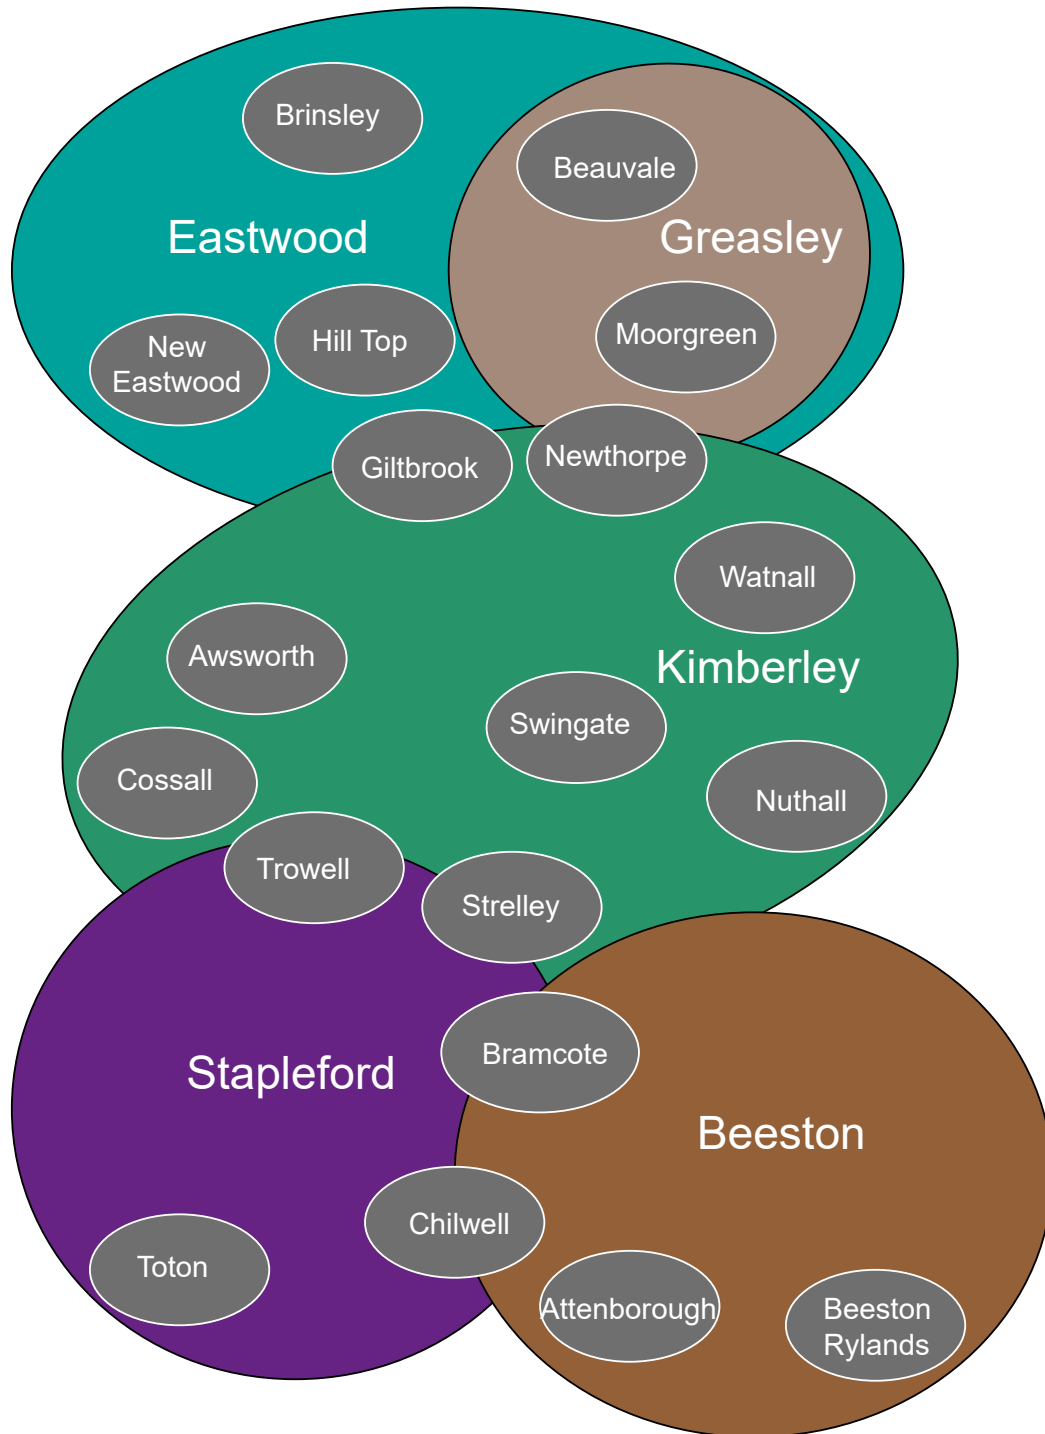 Brinsley
Beauvale
Eastwood
Greasley
Hill Top
Moorgreen
New
Eastwood
Giltbrook
Newthorpe
Watnall
Awsworth
Kimberley
Swingate
Cossall
Nuthall
Trowell
Strelley
Bramcote
Stapleford
Beeston
Chilwell
Toton
Attenborough
Beeston
Rylands